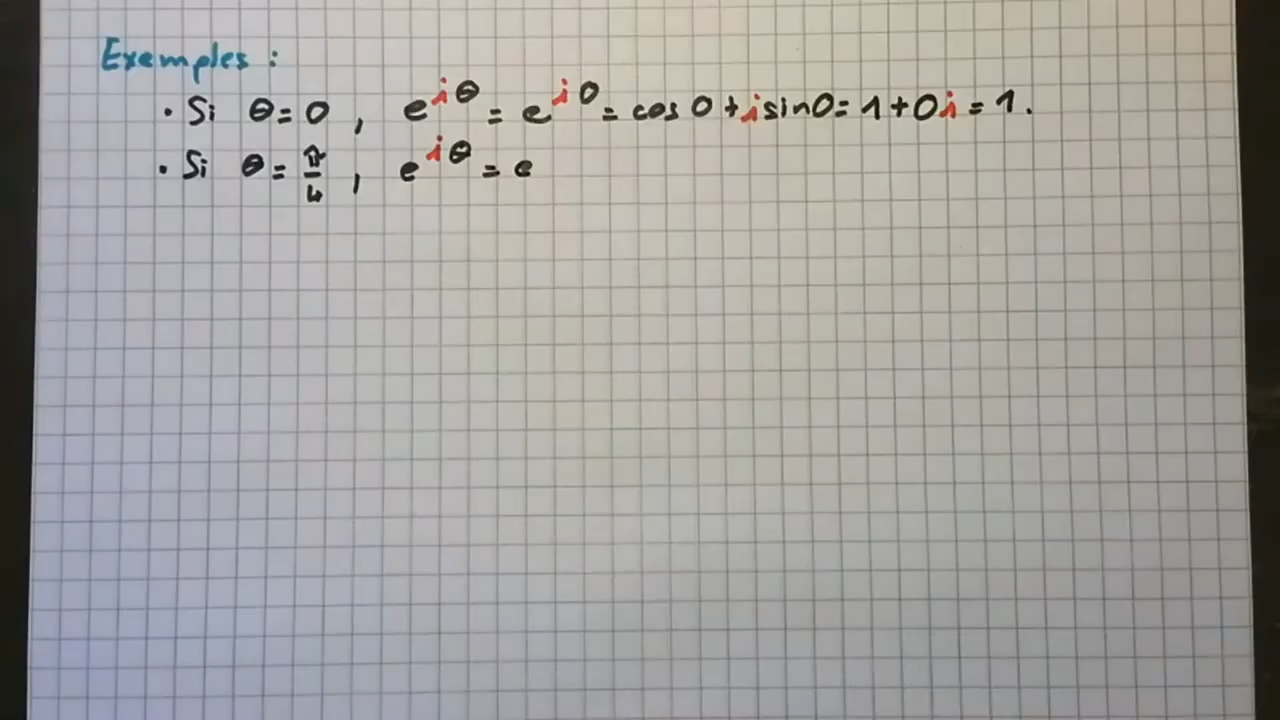 Exemples :
• Si θ = 0 , e^{iθ} = e^{i0} = cos 0 + i sin 0 = 1 + 0i = 1.
• Si θ = π/4 , e^{iθ} = e